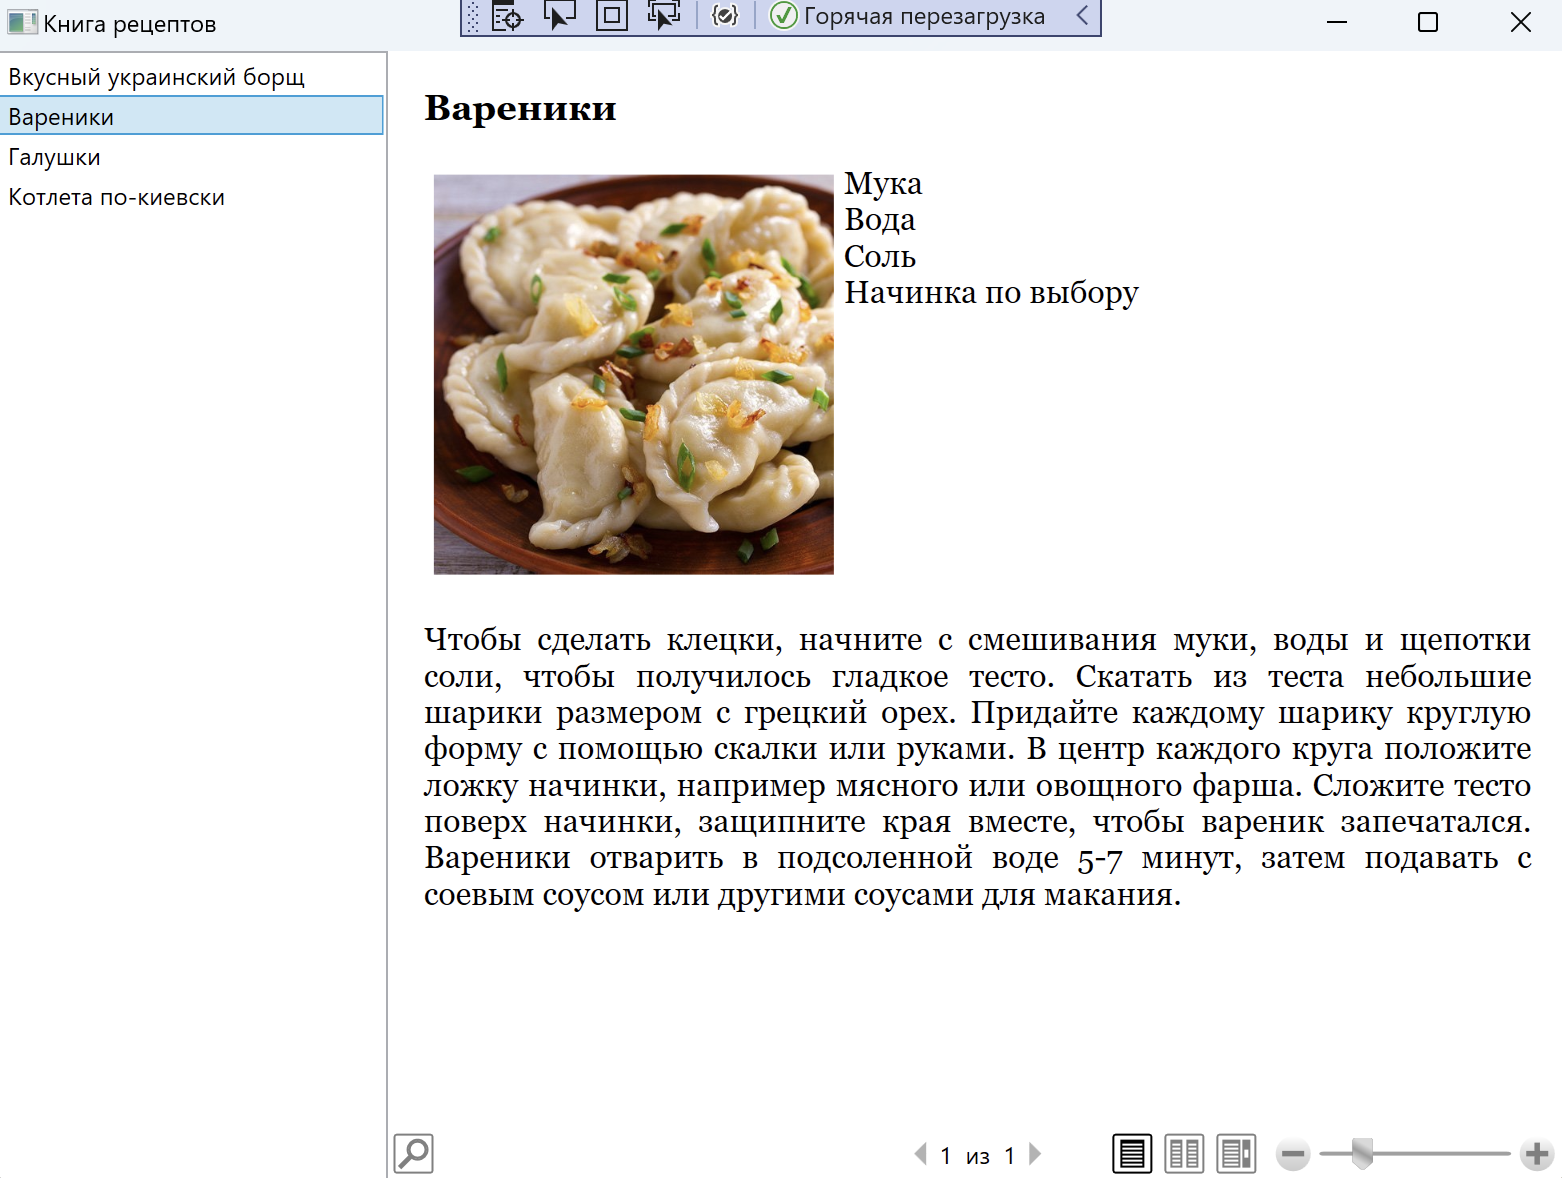 Книга рецептов
Горячая перезагрузка
Вкусный украинский борщ
Вареники
Галушки
Котлета по-киевски
Вареники
Мука
Вода
Соль
Начинка по выбору
Чтобы сделать клецки, начните с смешивания муки, воды и щепотки
соли, чтобы получилось гладкое тесто. Скатать из теста небольшие
шарики размером с грецкий орех. Придайте каждому шарику круглую
форму с помощью скалки или руками. В центр каждого круга положите
ложку начинки, например мясного или овощного фарша. Сложите тесто
поверх начинки, защипните края вместе, чтобы вареник запечатался.
Вареники отварить в подсоленной воде 5-7 минут, затем подавать с
соевым соусом или другими соусами для макания.
1 из 1